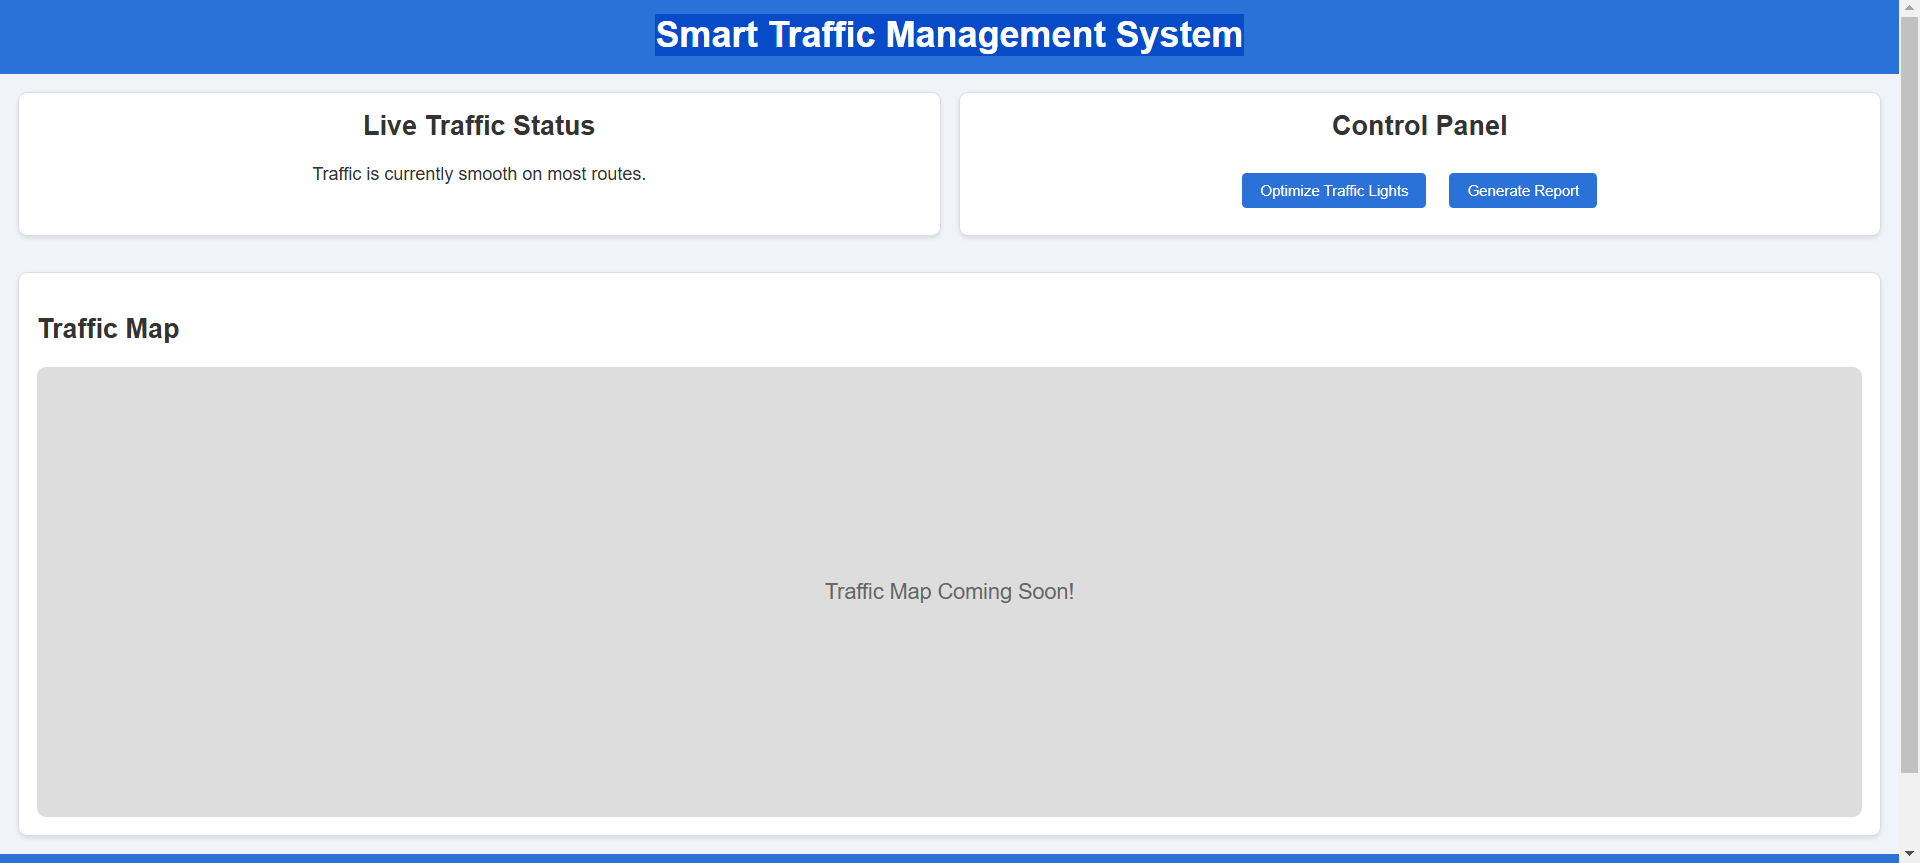 Smart Traffic Management System
Live Traffic Status
Traffic is currently smooth on most routes.
Control Panel
Optimize Traffic Lights
Generate Report
Traffic Map
Traffic Map Coming Soon!